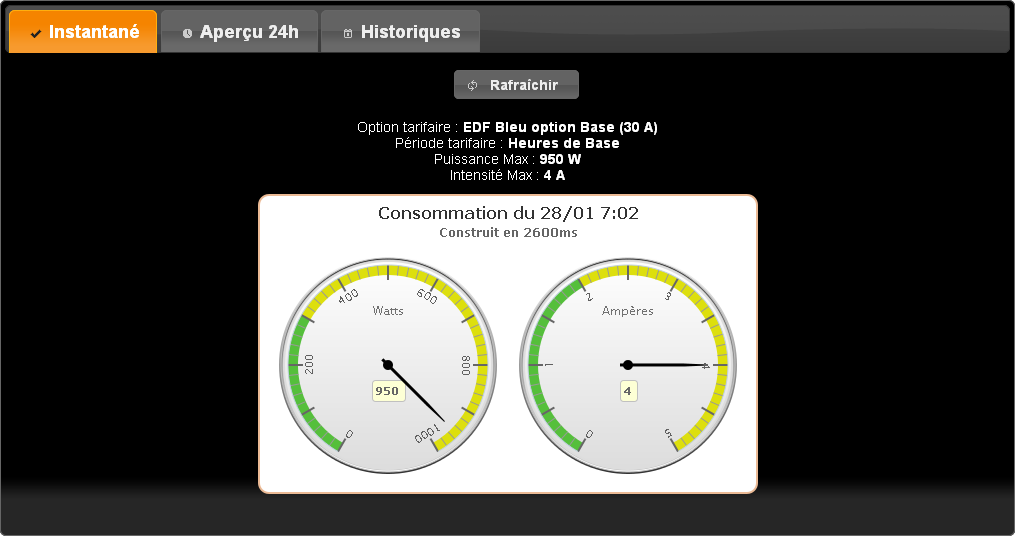 Instantané
Aperçu 24h
Historiques
Rafraîchir
Option tarifaire : EDF Bleu option Base (30 A)
Période tarifaire : Heures de Base
Puissance Max : 950 W
Intensité Max : 4 A
Consommation du 28/01 7:02
Construit en 2600ms
0
200
400
600
800
1000
Watts
950
0
1
2
3
4
5
Ampères
4